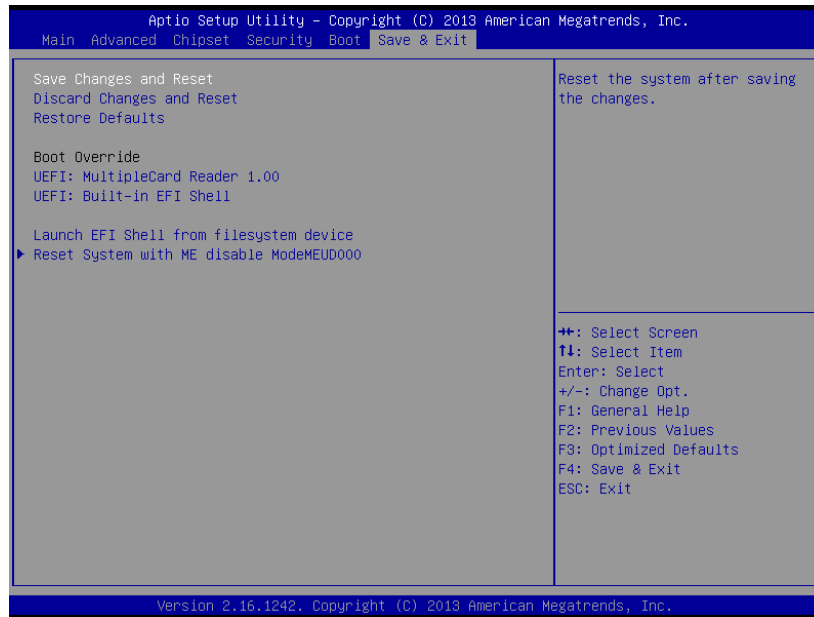 Aptio Setup Utility – Copyright (C) 2013 American Megatrends, Inc.
Main Advanced Chipset Security Boot Save & Exit
Save Changes and Reset
Discard Changes and Reset
Restore Defaults
Boot Override
UEFI: MultipleCard Reader 1.00
UEFI: Built-in EFI Shell
Launch EFI Shell from filesystem device
▶ Reset System with ME disable ModeMEUD000
Reset the system after saving
the changes.
→←: Select Screen
↑↓: Select Item
Enter: Select
+/-: Change Opt.
F1: General Help
F2: Previous Values
F3: Optimized Defaults
F4: Save & Exit
ESC: Exit
Version 2.16.1242. Copyright (C) 2013 American Megatrends, Inc.